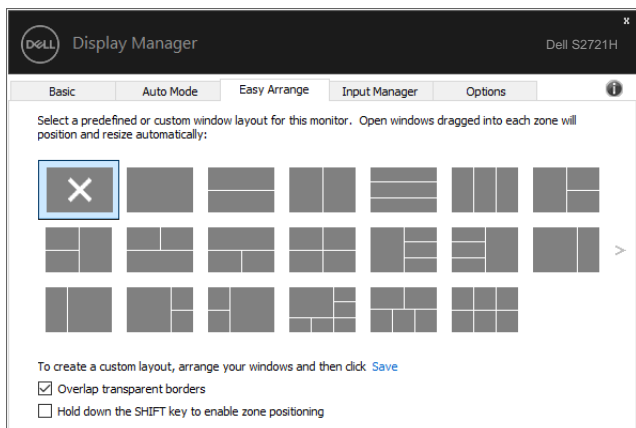 x
DELL Display Manager Dell S2721H
Basic Auto Mode Easy Arrange Input Manager Options i
Select a predefined or custom window layout for this monitor. Open windows dragged into each zone will
position and resize automatically:
>
To create a custom layout, arrange your windows and then click Save
Overlap transparent borders
Hold down the SHIFT key to enable zone positioning